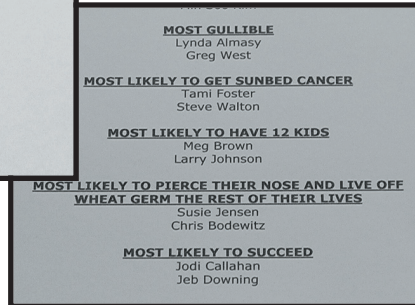 MOST GULLIBLE
Lynda Almasy
Greg West
MOST LIKELY TO GET SUNBED CANCER
Tami Foster
Steve Walton
MOST LIKELY TO HAVE 12 KIDS
Meg Brown
Larry Johnson
MOST LIKELY TO PIERCE THEIR NOSE AND LIVE OFF
WHEAT GERM THE REST OF THEIR LIVES
Susie Jensen
Chris Bodewitz
MOST LIKELY TO SUCCEED
Jodi Callahan
Jeb Downing